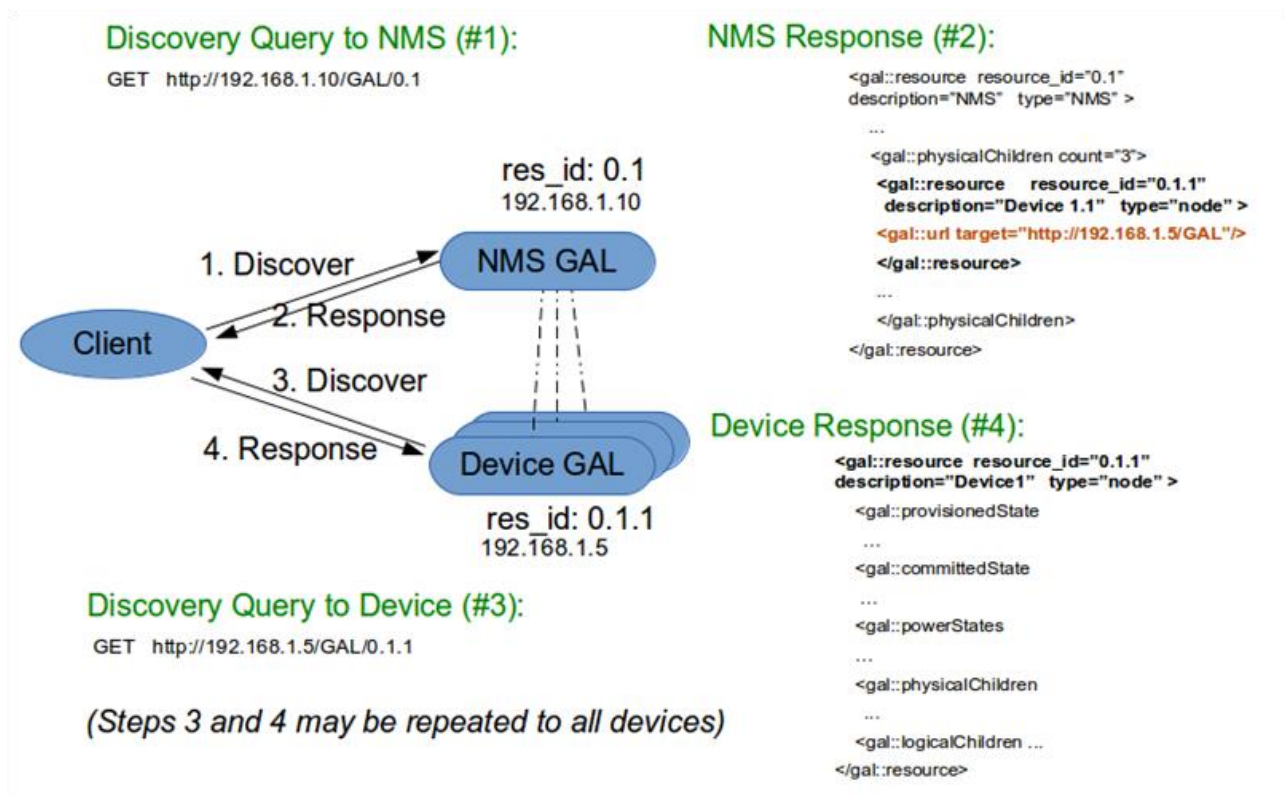 Discovery Query to NMS (#1):
GET http://192.168.1.10/GAL/0.1
res_id: 0.1
192.168.1.10
NMS GAL
1. Discover
2. Response
Client
3. Discover
4. Response
Device GAL
res_id: 0.1.1
192.168.1.5
Discovery Query to Device (#3):
GET http://192.168.1.5/GAL/0.1.1
(Steps 3 and 4 may be repeated to all devices)
NMS Response (#2):
<gal::resource resource_id="0.1"
description="NMS" type="NMS" >
...
<gal::physicalChildren count="3">
<gal::resource resource_id="0.1.1"
description="Device 1.1" type="node" >
<gal::url target="http://192.168.1.5/GAL"/>
</gal::resource>
...
</gal::physicalChildren>
</gal::resource>
Device Response (#4):
<gal::resource resource_id="0.1.1"
description="Device1" type="node" >
<gal::provisionedState
...
<gal::committedState
...
<gal::powerStates
...
<gal::physicalChildren
...
<gal::logicalChildren ...
</gal::resource>